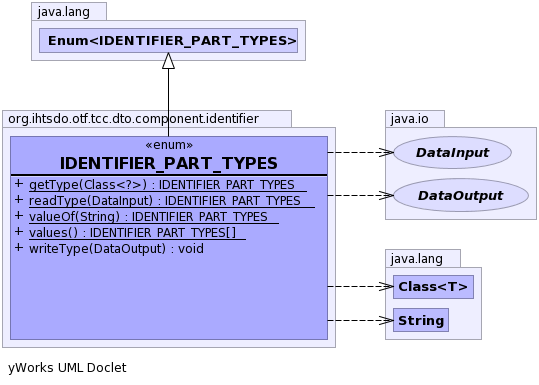 java.lang
Enum<IDENTIFIER_PART_TYPES>
org.ihtsdo.otf.tcc.dto.component.identifier
«enum»
IDENTIFIER_PART_TYPES
+ getType(Class<?>) : IDENTIFIER_PART_TYPES
+ readType(DataInput) : IDENTIFIER_PART_TYPES
+ valueOf(String) : IDENTIFIER_PART_TYPES
+ values() : IDENTIFIER_PART_TYPES[]
+ writeType(DataOutput) : void
java.io
DataInput
DataOutput
java.lang
Class<T>
String
yWorks UML Doclet